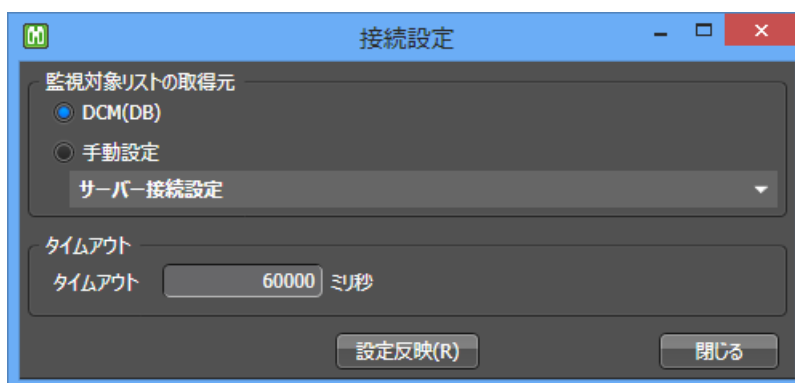 接続設定
監視対象リストの取得元
DCM(DB)
手動設定
サーバー接続設定
タイムアウト
タイムアウト 60000 ミリ秒
設定反映(R) 閉じる